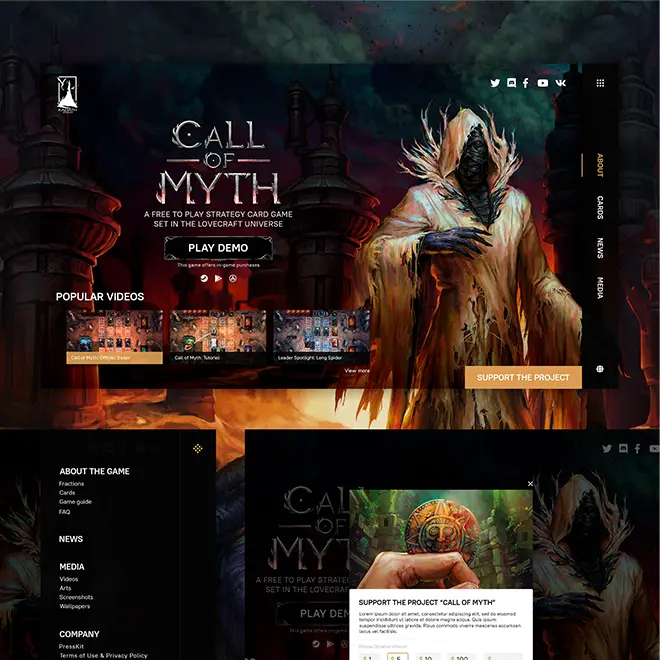 CALL
OF
MYTH
A FREE TO PLAY STRATEGY CARD GAME
SET IN THE LOVECRAFT UNIVERSE
PLAY DEMO
This game offers in-game purchases
POPULAR VIDEOS
Call of Myth: Official Teaser
Call of Myth: Tutorial
Leader Spotlight: Leng Spider
View more
ABOUT
CARDS
NEWS
MEDIA
SUPPORT THE PROJECT
ABOUT THE GAME
Fractions
Cards
Game guide
FAQ
NEWS
MEDIA
Videos
Arts
Screenshots
Wallpapers
COMPANY
PressKit
Terms of Use & Privacy Policy
CALL
OF
MYTH
A FREE TO PLAY STRATEGY
SET IN THE LOVECRA
PLAY DEM
This game offers in-game
SUPPORT THE PROJECT "CALL OF MYTH"
Lorem ipsum dolor sit amet, consectetur adipiscing elit, sed do eiusmod
tempor incididunt ut labore et dolore magna aliqua. Quis ipsum
suspendisse ultrices gravida. Risus commodo viverra maecenas accumsan
lacus vel facilisis.
$ 1 $ 5 $ 10 $ 100 $